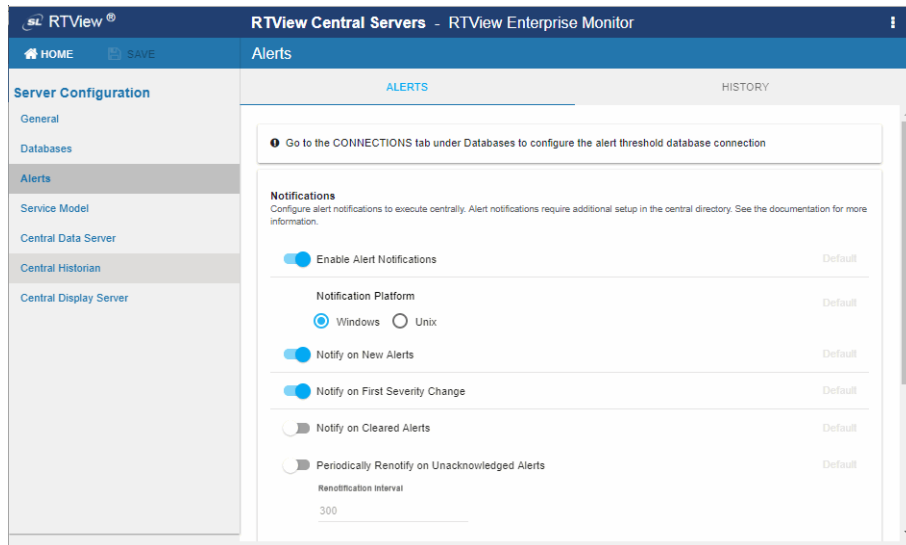 SL RTView ®
RTView Central Servers - RTView Enterprise Monitor
HOME
SAVE
Alerts
Server Configuration
General
Databases
Alerts
Service Model
Central Data Server
Central Historian
Central Display Server
ALERTS
HISTORY
Go to the CONNECTIONS tab under Databases to configure the alert threshold database connection
Notifications
Configure alert notifications to execute centrally. Alert notifications require additional setup in the central directory. See the documentation for more
information.
Enable Alert Notifications
Default
Notification Platform
Default
Windows
Unix
Notify on New Alerts
Default
Notify on First Severity Change
Default
Notify on Cleared Alerts
Default
Periodically Renotify on Unacknowledged Alerts
Default
Renotification Interval
300